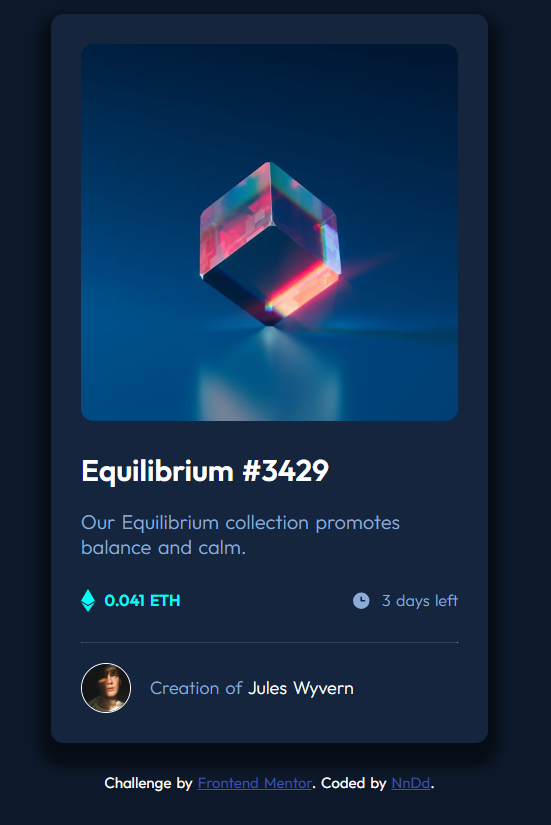 Equilibrium #3429
Our Equilibrium collection promotes
balance and calm.
0.041 ETH
3 days left
Creation of Jules Wyvern
Challenge by Frontend Mentor. Coded by NnDd.